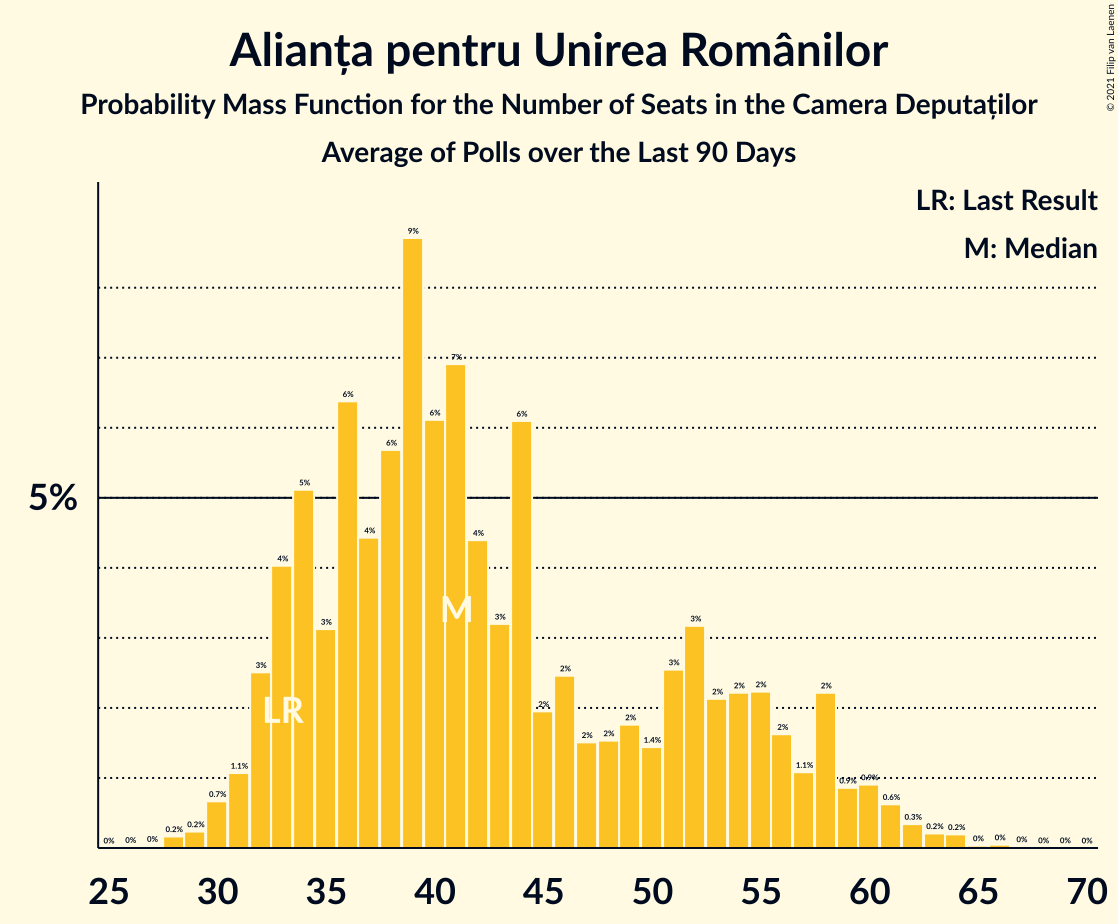 Alianța pentru Unirea Românilor
Probability Mass Function for the Number of Seats in the Camera Deputaților
Average of Polls over the Last 90 Days
© 2021 Filip van Laenen
LR: Last Result
M: Median
5%
0% 0% 0% 0.2% 0.2% 0.7% 1.1% 3% 4% 5% 3% 6% 4% 6% 9% 6% 7% 4% 3% 6% 2% 2% 2% 2% 2% 1.4% 3% 3% 2% 2% 2% 2% 1.1% 2% 0.9% 0.9% 0.6% 0.3% 0.2% 0.2% 0% 0% 0% 0% 0% 0%
LR
M
25 30 35 40 45 50 55 60 65 70